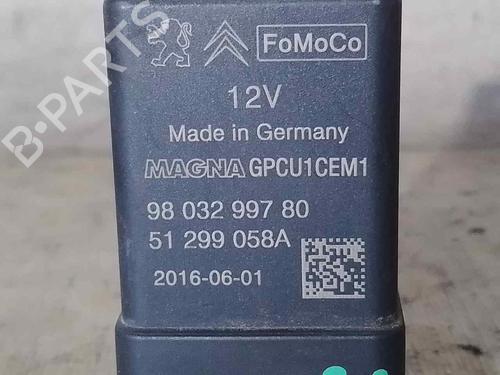 FoMoCo
12V
Made in Germany
MAGNA GPCU1CEM1
98 032 997 80
51 299 058A
2016-06-01
B-PARTS